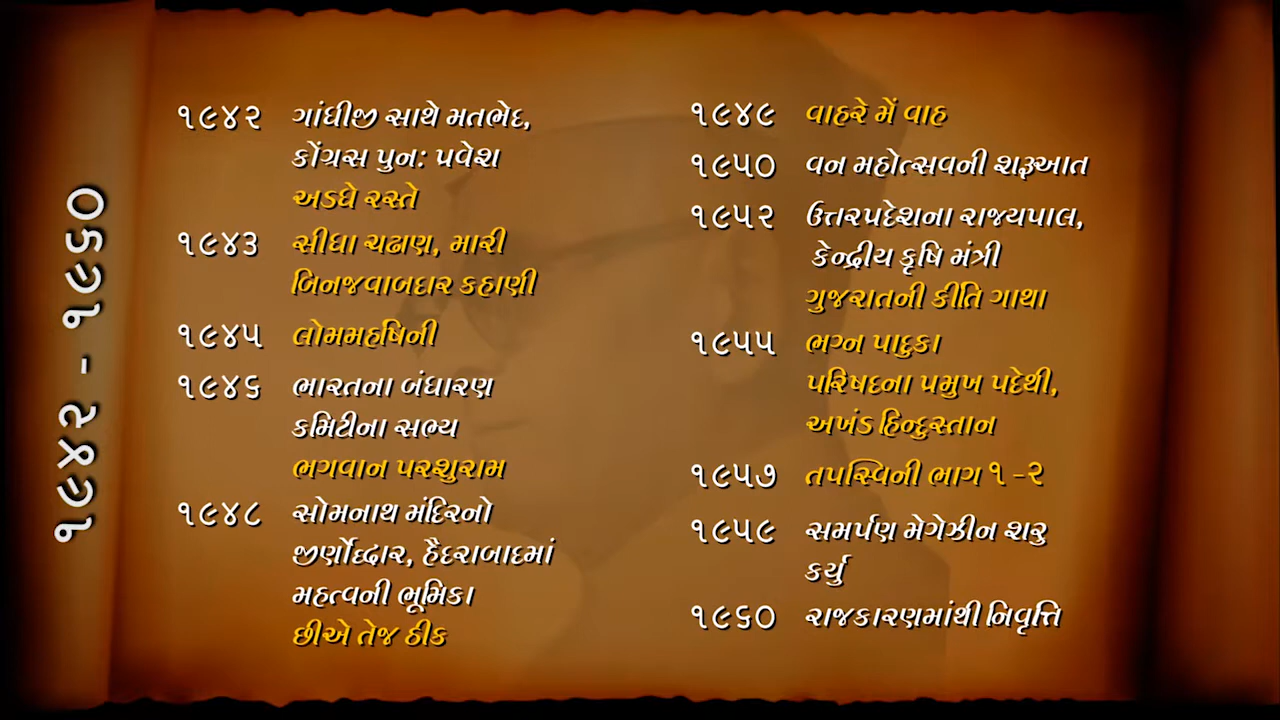 ૧૯૪૨ - ૧૯૬૦
૧૯૪૨ ગાંધીજી સાથે મતભેદ,
કોંગ્રસ પુન: પ્રવેશ
અડધે રસ્તે
૧૯૪૩ સીધા ચઢાણ, મારી
બિનજવાબદાર કહાણી
૧૯૪૫ લોમમહર્ષિની
૧૯૪૬ ભારતના બંધારણ
કમિટીના સભ્ય
ભગવાન પરશુરામ
૧૯૪૮ સોમનાથ મંદિરનો
જીર્ણોદ્ધાર, હૈદરાબાદમાં
મહત્વની ભૂમિકા
છીએ તેજ ઠીક
૧૯૪૯ વાહરે મેં વાહ
૧૯૫૦ વન મહોત્સવની શરૂઆત
૧૯૫૨ ઉત્તરપદેશના રાજયપાલ,
કેન્દ્રીય કૃષિ મંત્રી
ગુજરાતની કીતિ ગાથા
૧૯૫૫ ભગ્ન પાદુકા
પરિષદના પ્રમુખ પદેથી,
અખંડ હિન્દુસ્તાન
૧૯૫૭ તપસ્વિની ભાગ ૧ -૨
૧૯૫૯ સમર્પણ મેગેઝીન શરુ
કર્યુ
૧૯૬૦ રાજકારણમાંથી નિવૃત્તિ